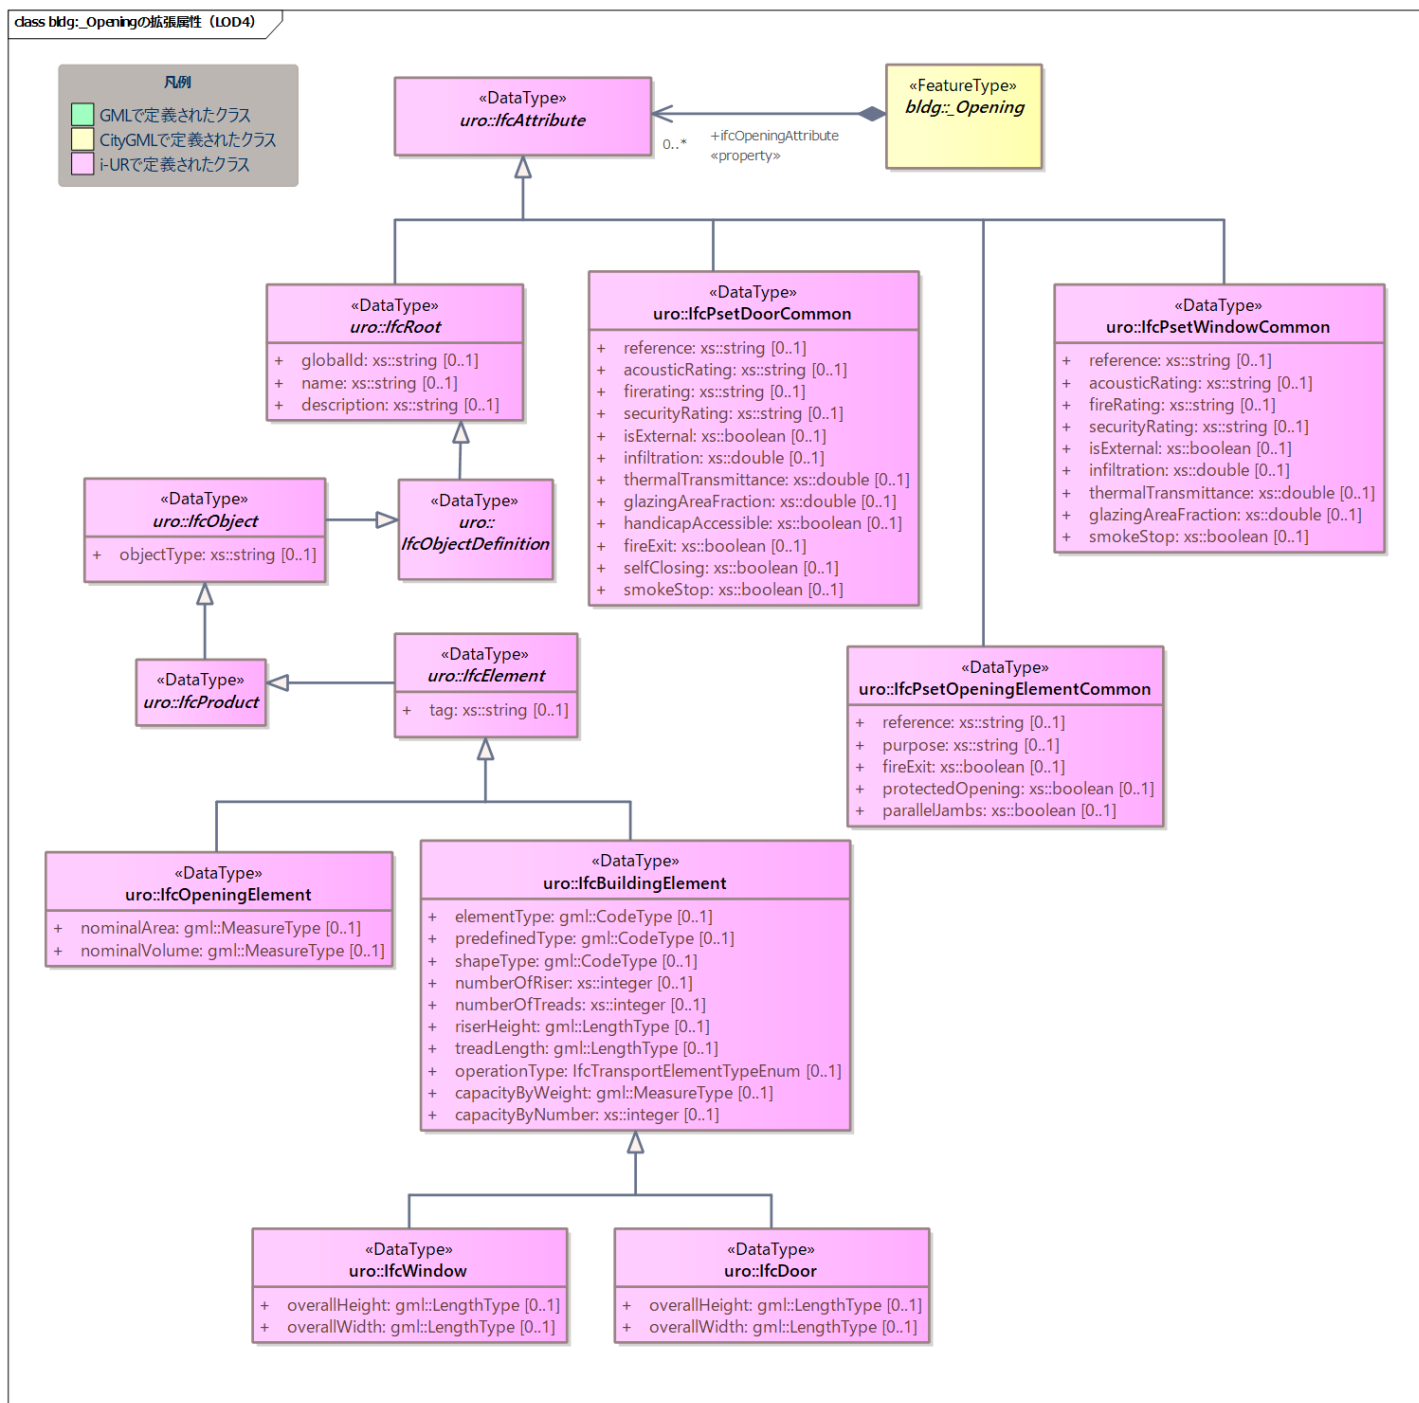 class bldg:_Openingの拡張属性（LOD4）
凡例
GMLで定義されたクラス
CityGMLで定義されたクラス
i-URで定義されたクラス
«DataType»
uro::IfcAttribute
«FeatureType»
bldg::_Opening
0..*
+ifcOpeningAttribute
«property»
«DataType»
uro::IfcRoot
+ globalId: xs::string [0..1]
+ name: xs::string [0..1]
+ description: xs::string [0..1]
«DataType»
uro::IfcPsetDoorCommon
+ reference: xs::string [0..1]
+ acousticRating: xs::string [0..1]
+ firerating: xs::string [0..1]
+ securityRating: xs::string [0..1]
+ isExternal: xs::boolean [0..1]
+ infiltration: xs::double [0..1]
+ thermalTransmittance: xs::double [0..1]
+ glazingAreaFraction: xs::double [0..1]
+ handicapAccessible: xs::boolean [0..1]
+ fireExit: xs::boolean [0..1]
+ selfClosing: xs::boolean [0..1]
+ smokeStop: xs::boolean [0..1]
«DataType»
uro::IfcPsetWindowCommon
+ reference: xs::string [0..1]
+ acousticRating: xs::string [0..1]
+ fireRating: xs::string [0..1]
+ securityRating: xs::string [0..1]
+ isExternal: xs::boolean [0..1]
+ infiltration: xs::double [0..1]
+ thermalTransmittance: xs::double [0..1]
+ glazingAreaFraction: xs::double [0..1]
+ smokeStop: xs::boolean [0..1]
«DataType»
uro::IfcObject
+ objectType: xs::string [0..1]
«DataType»
uro::
IfcObjectDefinition
«DataType»
uro::IfcProduct
«DataType»
uro::IfcElement
+ tag: xs::string [0..1]
«DataType»
uro::IfcPsetOpeningElementCommon
+ reference: xs::string [0..1]
+ purpose: xs::string [0..1]
+ fireExit: xs::boolean [0..1]
+ protectedOpening: xs::boolean [0..1]
+ parallelJambs: xs::boolean [0..1]
«DataType»
uro::IfcOpeningElement
+ nominalArea: gml::MeasureType [0..1]
+ nominalVolume: gml::MeasureType [0..1]
«DataType»
uro::IfcBuildingElement
+ elementType: gml::CodeType [0..1]
+ predefinedType: gml::CodeType [0..1]
+ shapeType: gml::CodeType [0..1]
+ numberOfRiser: xs::integer [0..1]
+ numberOfTreads: xs::integer [0..1]
+ riserHeight: gml::LengthType [0..1]
+ treadLength: gml::LengthType [0..1]
+ operationType: IfcTransportElementTypeEnum [0..1]
+ capacityByWeight: gml::MeasureType [0..1]
+ capacityByNumber: xs::integer [0..1]
«DataType»
uro::IfcWindow
+ overallHeight: gml::LengthType [0..1]
+ overallWidth: gml::LengthType [0..1]
«DataType»
uro::IfcDoor
+ overallHeight: gml::LengthType [0..1]
+ overallWidth: gml::LengthType [0..1]